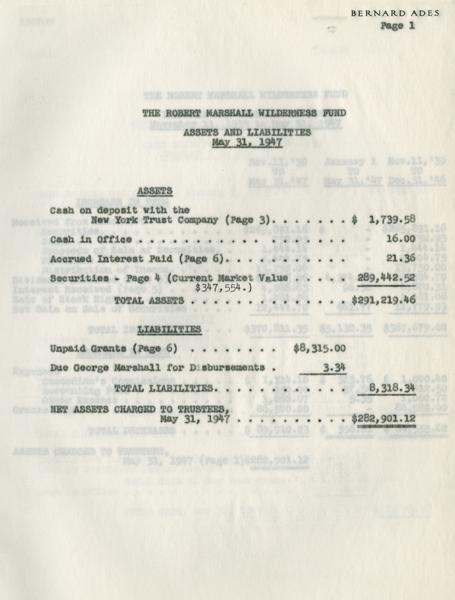 BERNARD ADES
Page 1
THE ROBERT MARSHALL WILDERNESS FUND
ASSETS AND LIABILITIES
May 31, 1947
ASSETS
Cash on deposit with the
New York Trust Company (Page 3). . . . . . . . $ 1,739.58
Cash in Office . . . . . . . . . . . . . . . . 16.00
Accrued Interest Paid (Page 6). . . . . . . . 21.36
Securities - Page 4 (Current Market Value . . . . . 289,442.52
$347,554.)
TOTAL ASSETS . . . . . . . . . . . $291,219.46
LIABILITIES
Unpaid Grants (Page 6) . . . . . . . . $8,315.00
Due George Marshall for Disbursements . 3.34
TOTAL LIABILITIES. . . . . . . . . 8,318.34
NET ASSETS CHARGED TO TRUSTEES,
May 31, 1947 . . . . . . . . . . $282,901.12